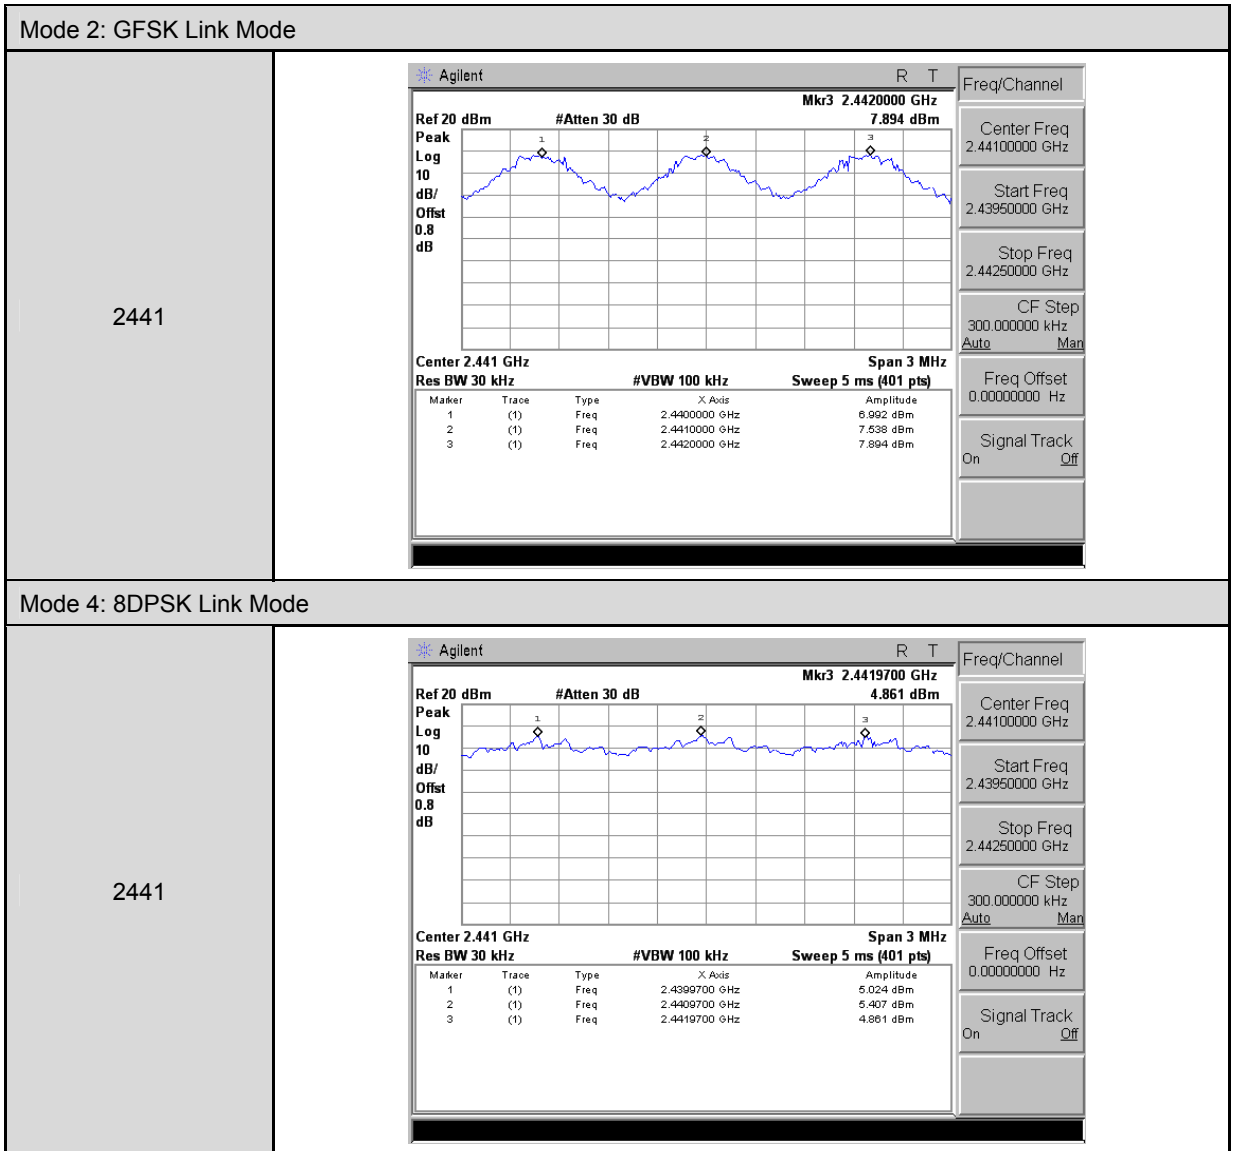 Mode 2: GFSK Link Mode
2441
Agilent R T
Mkr3 2.4420000 GHz
Ref 20 dBm #Atten 30 dB 7.894 dBm
Peak
Log
10
dB/
Offst
0.8
dB
1 2 3
Center 2.441 GHz Span 3 MHz
Res BW 30 kHz #VBW 100 kHz Sweep 5 ms (401 pts)
Marker Trace Type X Axis Amplitude
1 (1) Freq 2.4400000 GHz 6.992 dBm
2 (1) Freq 2.4410000 GHz 7.538 dBm
3 (1) Freq 2.4420000 GHz 7.894 dBm
Freq/Channel
Center Freq
2.44100000 GHz
Start Freq
2.43950000 GHz
Stop Freq
2.44250000 GHz
CF Step
300.000000 kHz
Auto Man
Freq Offset
0.00000000 Hz
Signal Track
On Off
Mode 4: 8DPSK Link Mode
2441
Agilent R T
Mkr3 2.4419700 GHz
Ref 20 dBm #Atten 30 dB 4.861 dBm
Peak
Log
10
dB/
Offst
0.8
dB
1 2 3
Center 2.441 GHz Span 3 MHz
Res BW 30 kHz #VBW 100 kHz Sweep 5 ms (401 pts)
Marker Trace Type X Axis Amplitude
1 (1) Freq 2.4399700 GHz 5.024 dBm
2 (1) Freq 2.4409700 GHz 5.407 dBm
3 (1) Freq 2.4419700 GHz 4.861 dBm
Freq/Channel
Center Freq
2.44100000 GHz
Start Freq
2.43950000 GHz
Stop Freq
2.44250000 GHz
CF Step
300.000000 kHz
Auto Man
Freq Offset
0.00000000 Hz
Signal Track
On Off